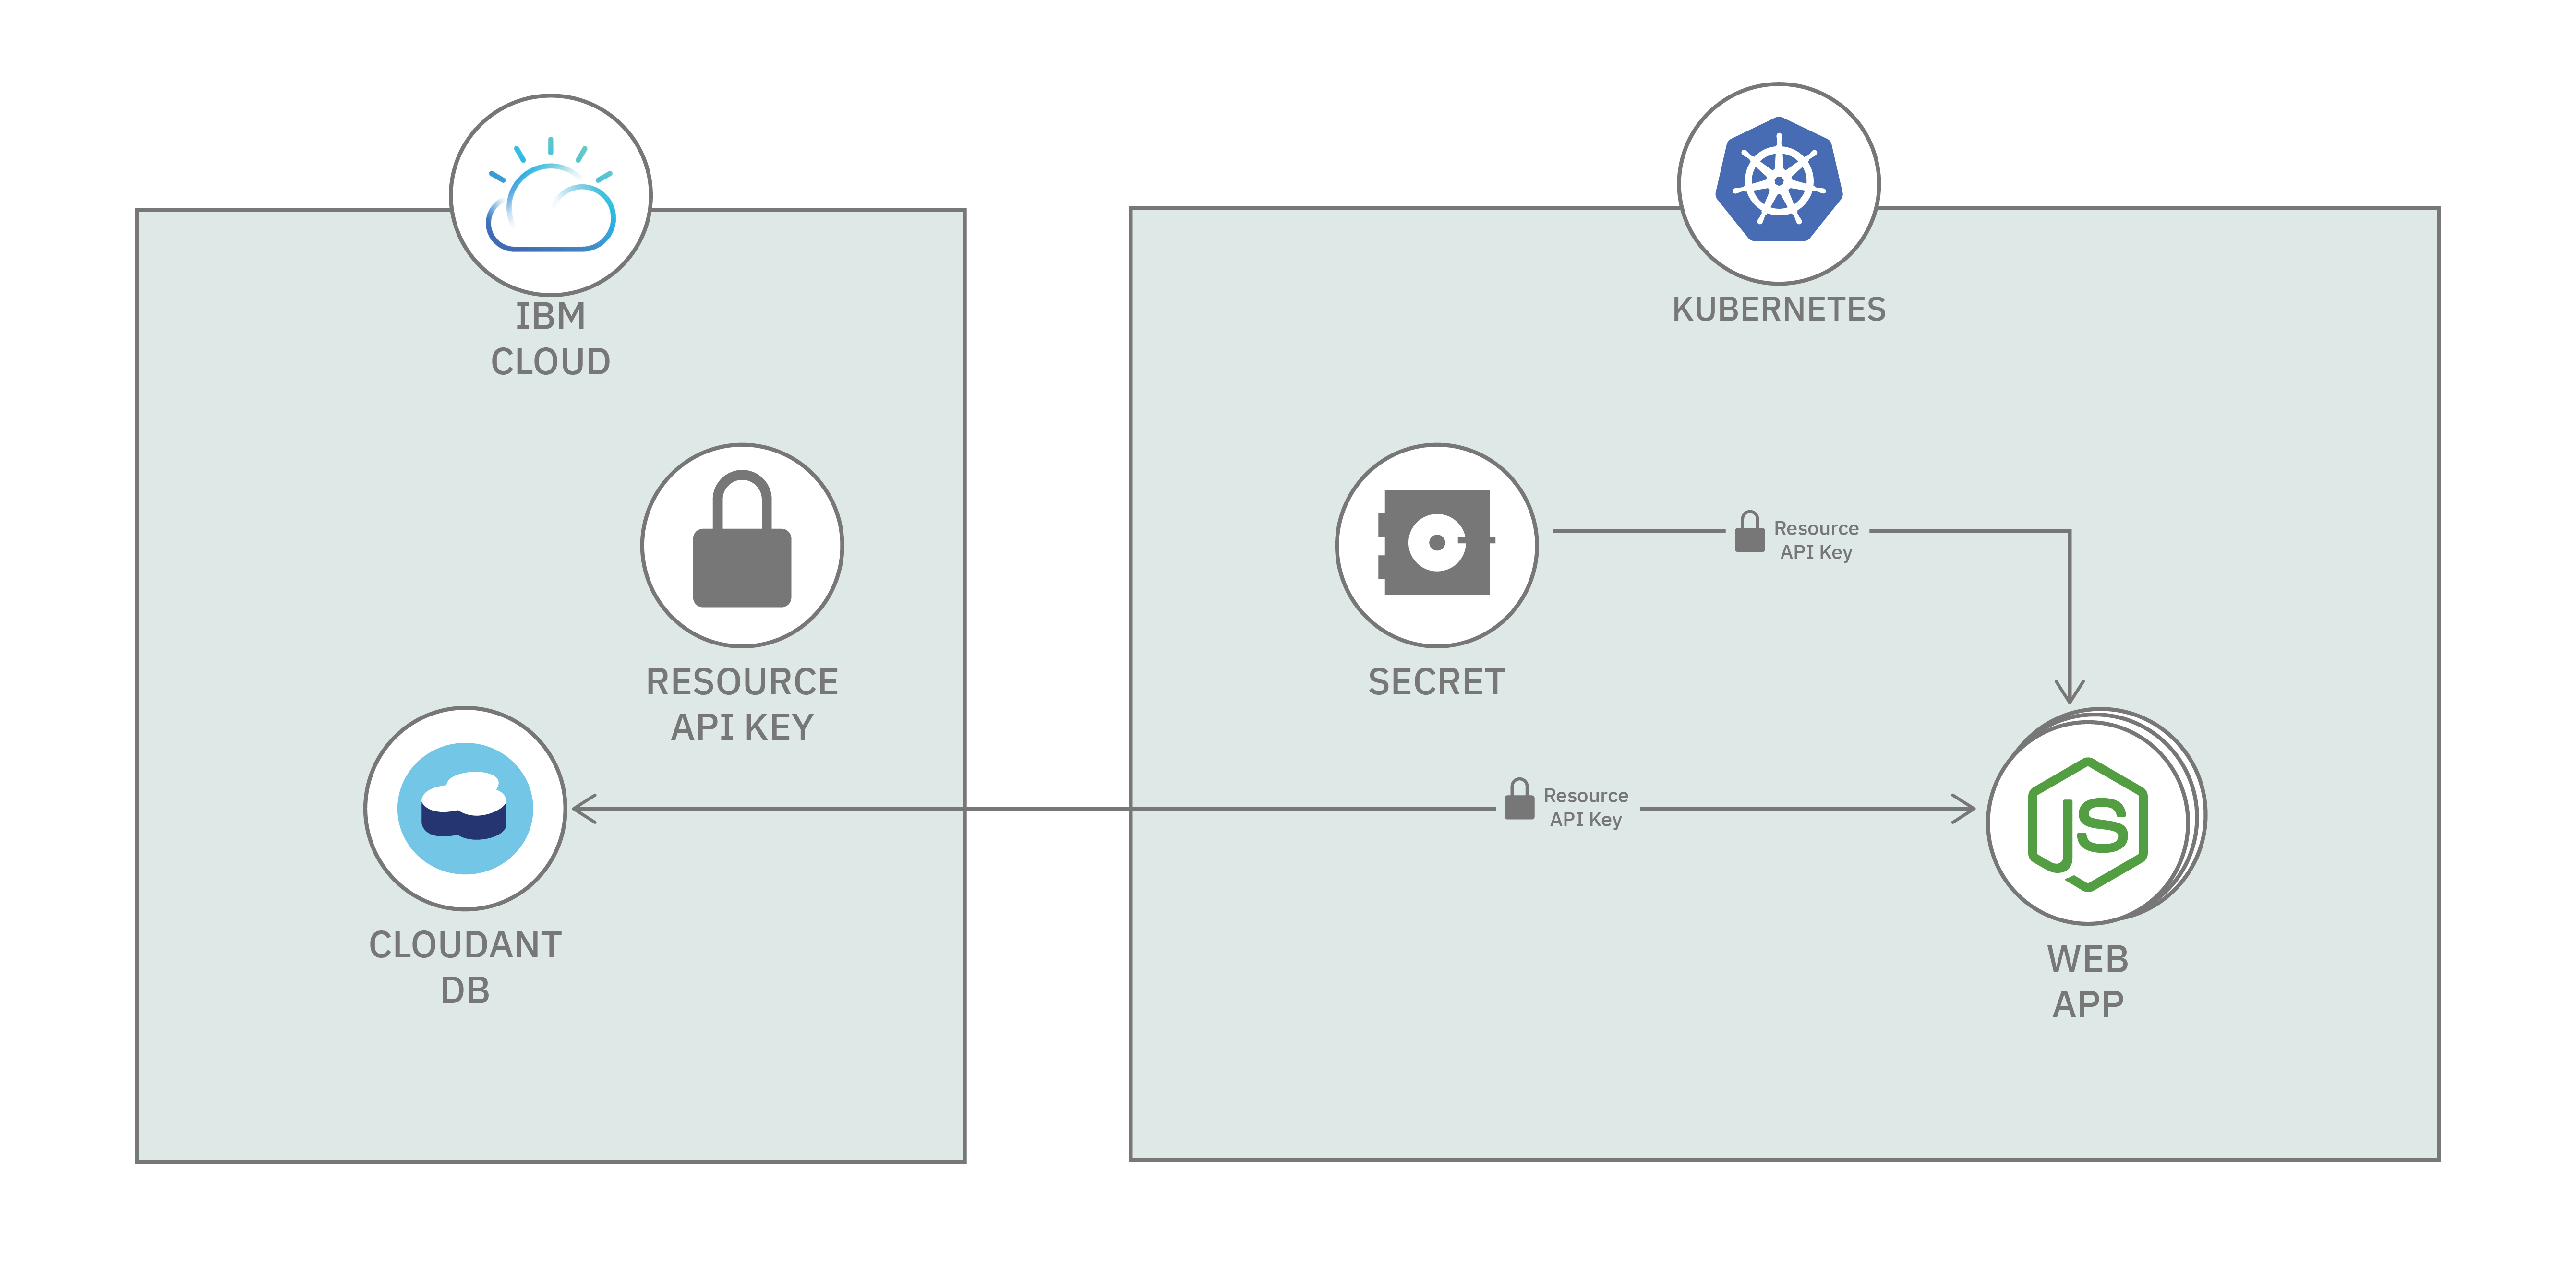 IBM
CLOUD
KUBERNETES
RESOURCE
API KEY
SECRET
Resource
API Key
CLOUDANT
DB
Resource
API Key
JS
WEB
APP